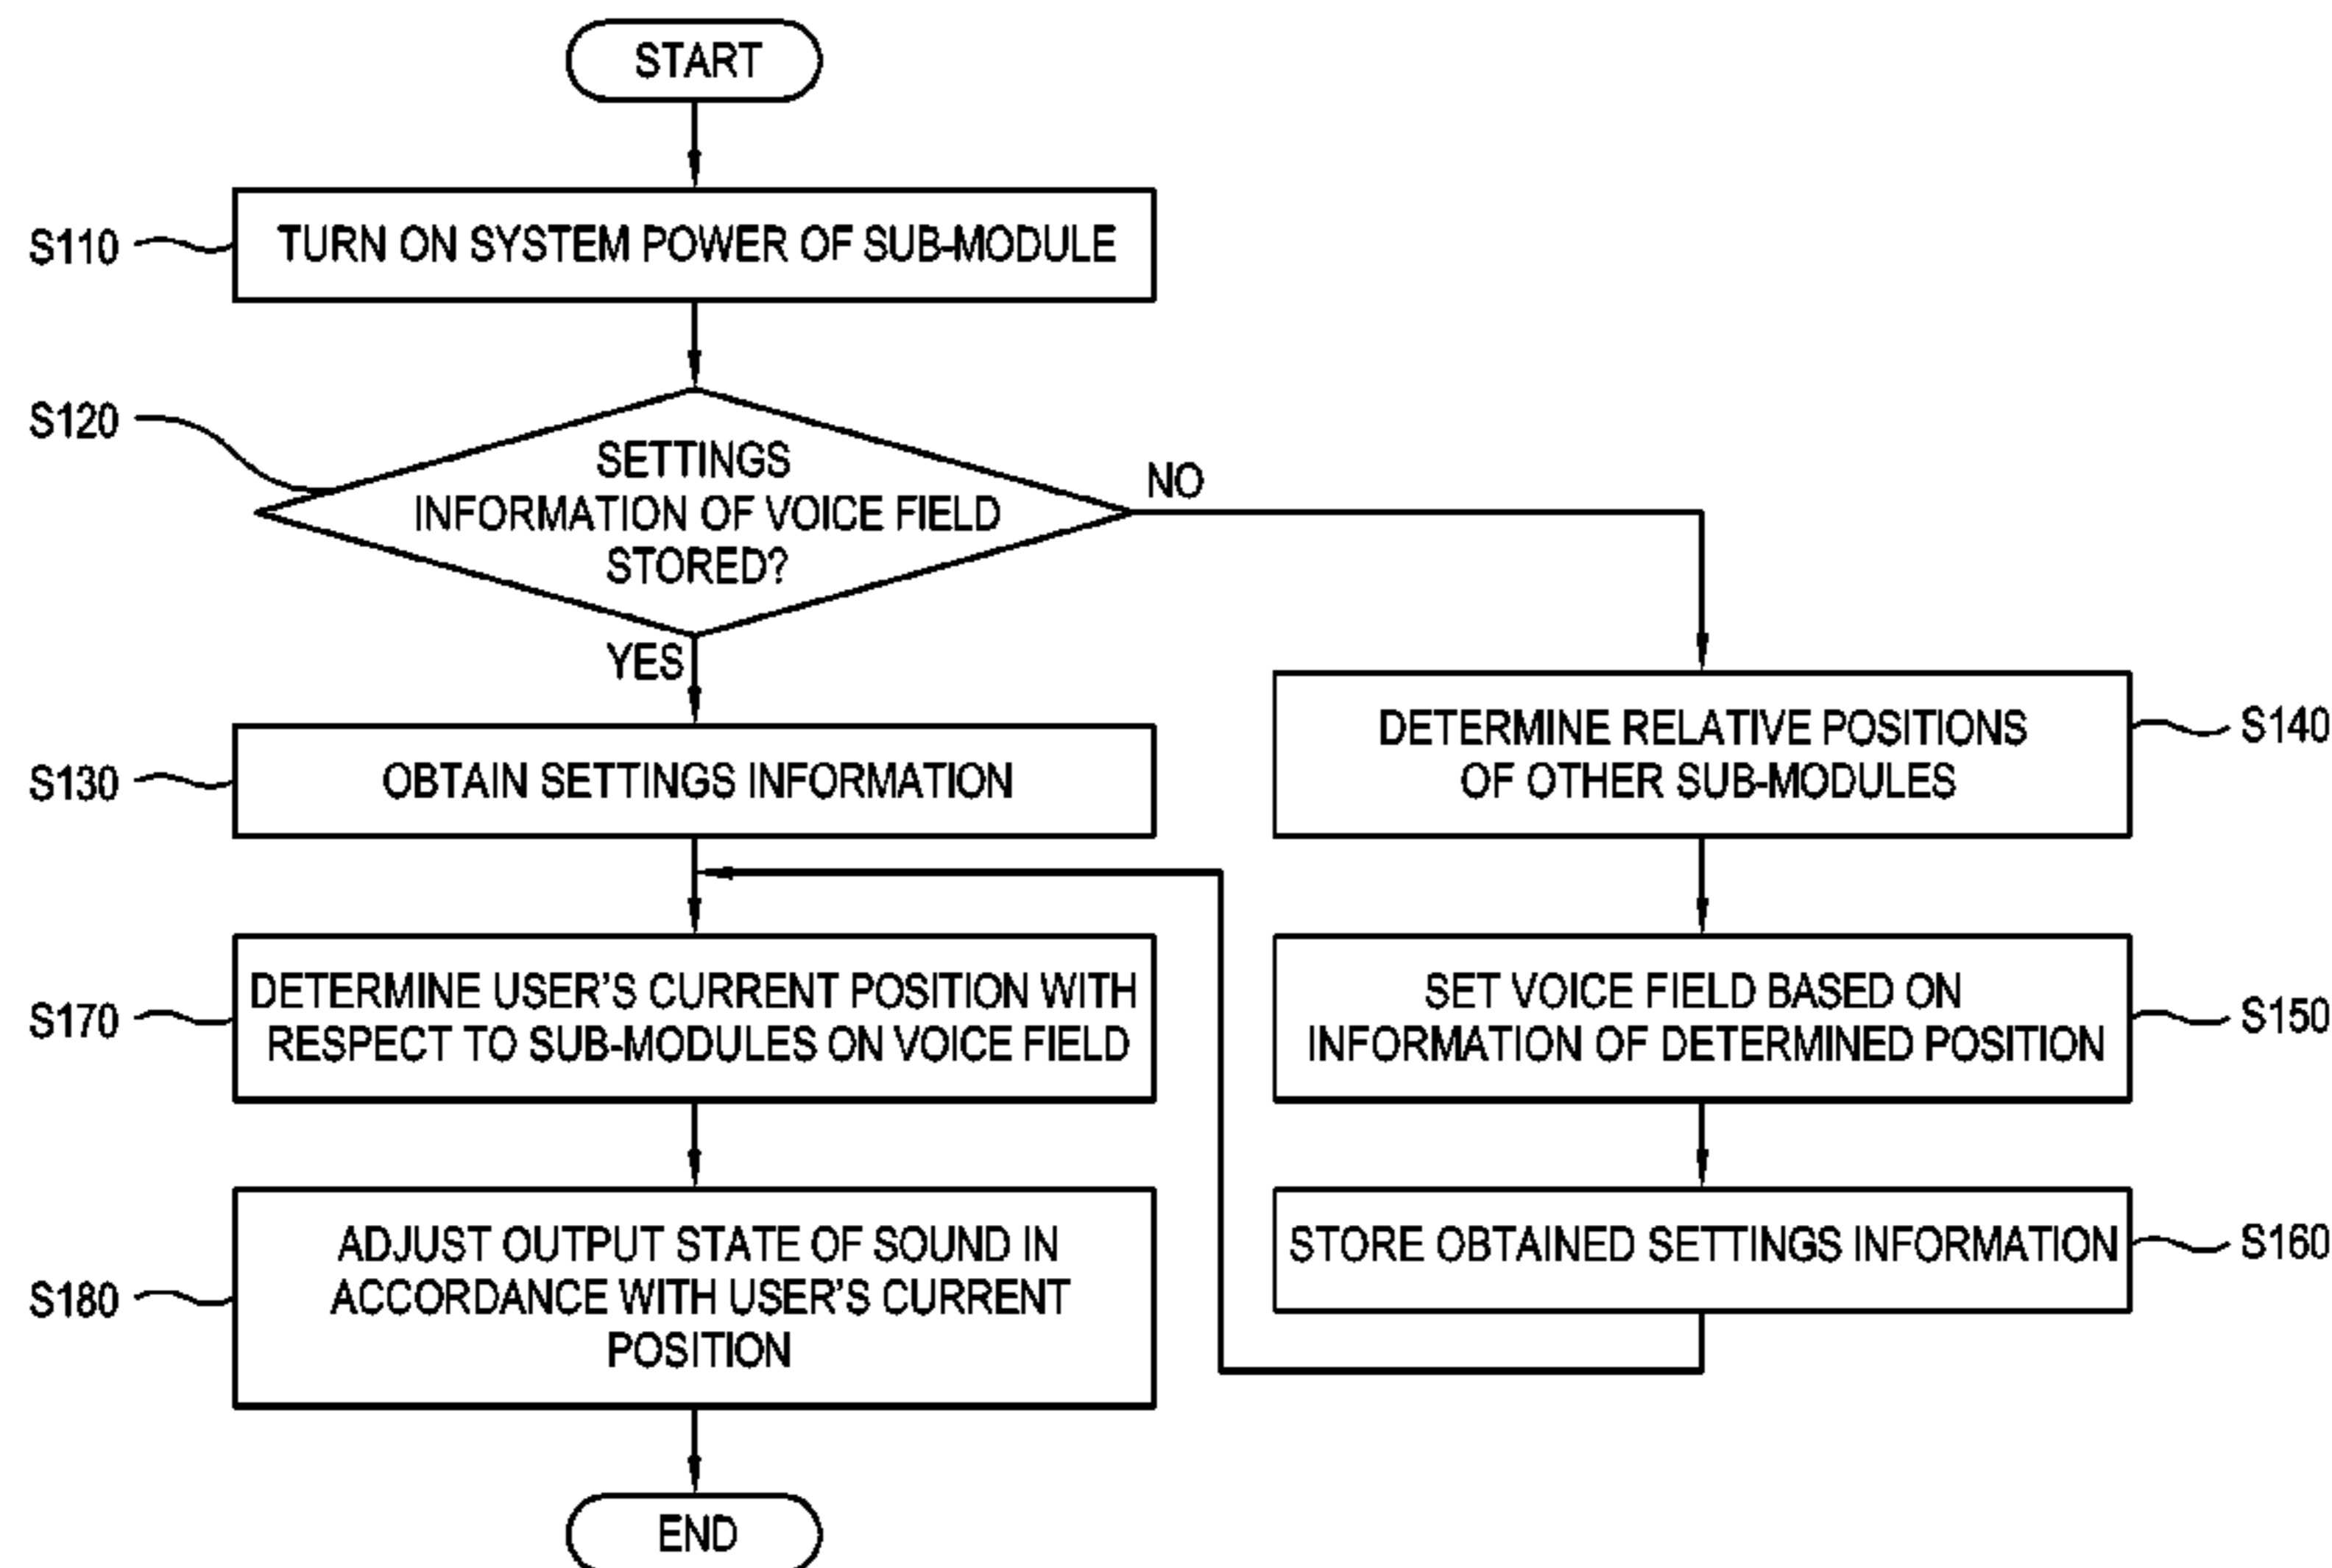 START
S110
TURN ON SYSTEM POWER OF SUB-MODULE
S120
SETTINGS
INFORMATION OF VOICE FIELD
STORED?
NO
YES
S130
OBTAIN SETTINGS INFORMATION
DETERMINE RELATIVE POSITIONS
OF OTHER SUB-MODULES
S140
S170
DETERMINE USER'S CURRENT POSITION WITH
RESPECT TO SUB-MODULES ON VOICE FIELD
SET VOICE FIELD BASED ON
INFORMATION OF DETERMINED POSITION
S150
S180
ADJUST OUTPUT STATE OF SOUND IN
ACCORDANCE WITH USER'S CURRENT
POSITION
STORE OBTAINED SETTINGS INFORMATION
S160
END